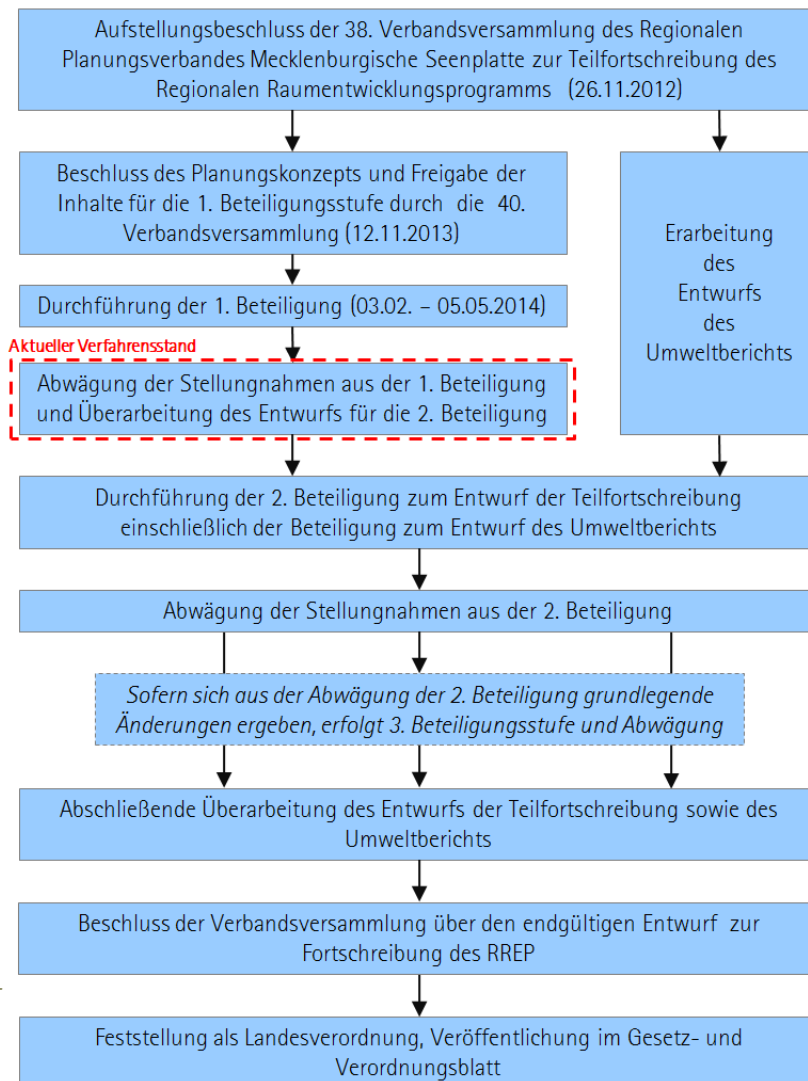 Aufstellungsbeschluss der 38. Verbandsversammlung des Regionalen
Planungsverbandes Mecklenburgische Seenplatte zur Teilfortschreibung des
Regionalen Raumentwicklungsprogramms (26.11.2012)
Beschluss des Planungskonzepts und Freigabe der
Inhalte für die 1. Beteiligungsstufe durch die 40.
Verbandsversammlung (12.11.2013)
Erarbeitung
des
Entwurfs
des
Umweltberichts
Durchführung der 1. Beteiligung (03.02. – 05.05.2014)
Aktueller Verfahrensstand
Abwägung der Stellungnahmen aus der 1. Beteiligung
und Überarbeitung des Entwurfs für die 2. Beteiligung
Durchführung der 2. Beteiligung zum Entwurf der Teilfortschreibung
einschließlich der Beteiligung zum Entwurf des Umweltberichts
Abwägung der Stellungnahmen aus der 2. Beteiligung
Sofern sich aus der Abwägung der 2. Beteiligung grundlegende
Änderungen ergeben, erfolgt 3. Beteiligungsstufe und Abwägung
Abschließende Überarbeitung des Entwurfs der Teilfortschreibung sowie des
Umweltberichts
Beschluss der Verbandsversammlung über den endgültigen Entwurf zur
Fortschreibung des RREP
Feststellung als Landesverordnung, Veröffentlichung im Gesetz- und
Verordnungsblatt